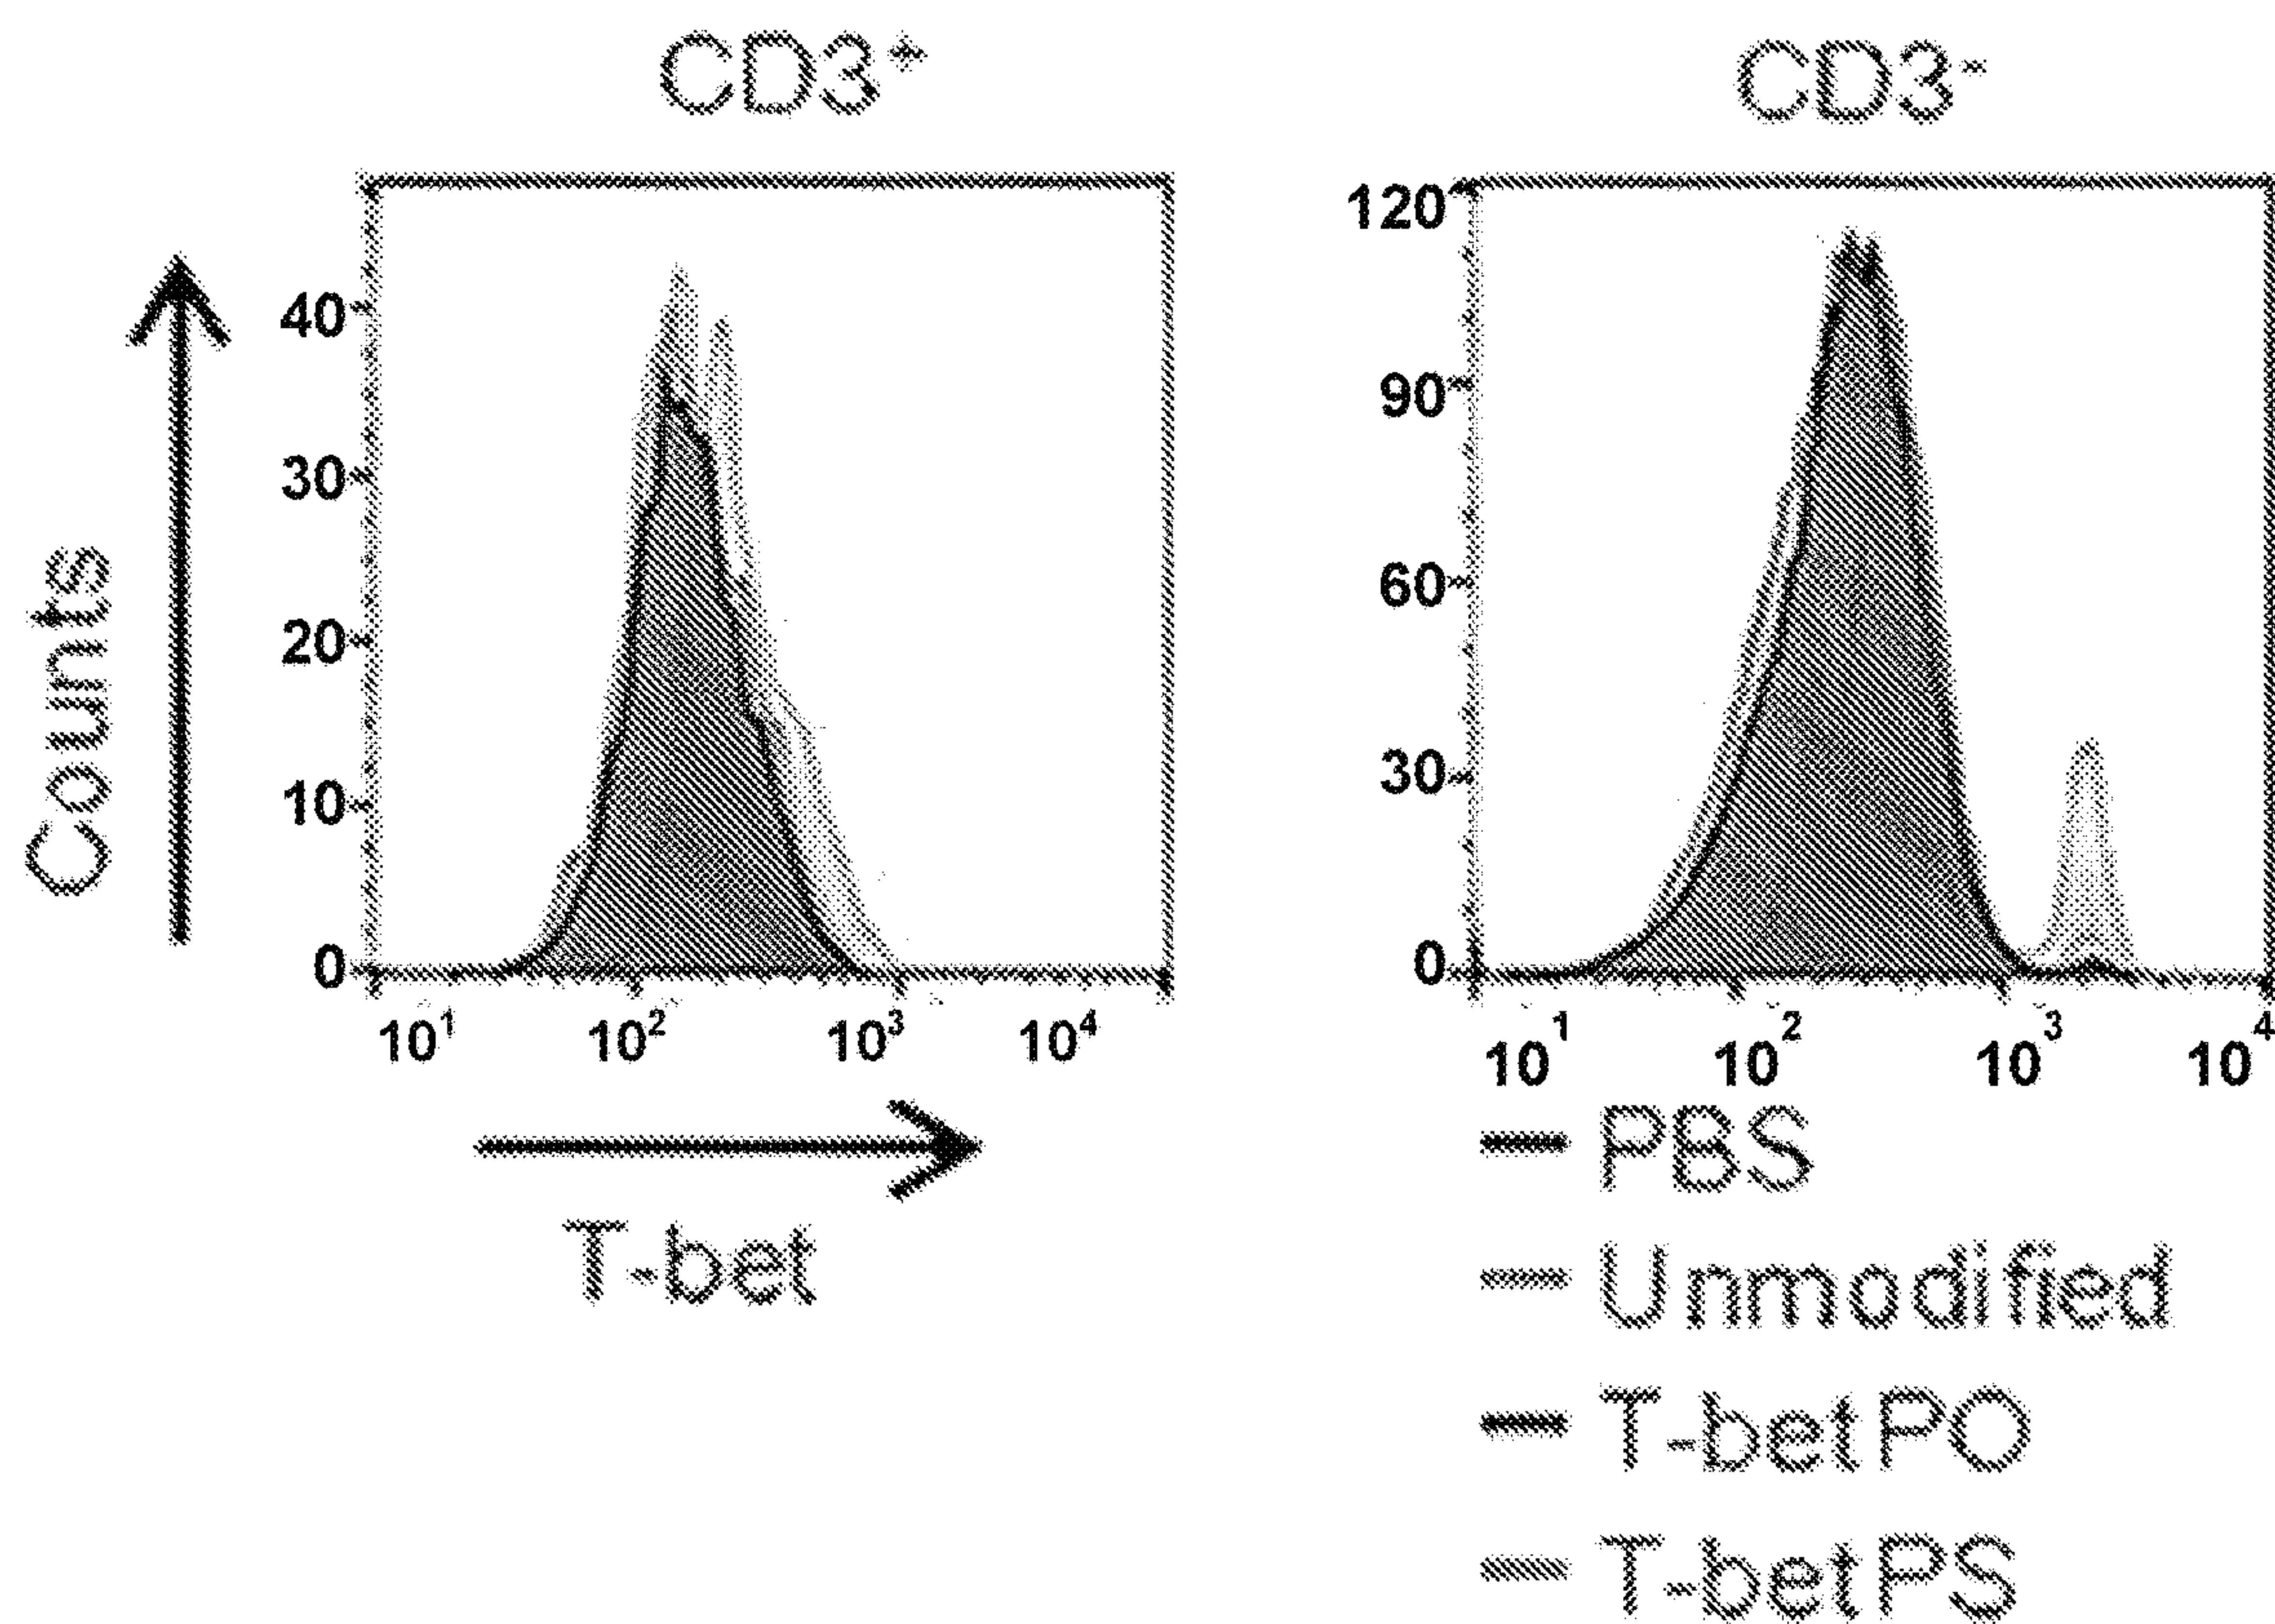 CD3⁺
CD3⁻
Counts
40
30
20
10
0
10¹ 10² 10³ 10⁴
T-bet
120
90
60
30
0
10¹ 10² 10³ 10⁴
PBS
Unmodified
T-bet PO
T-bet PS